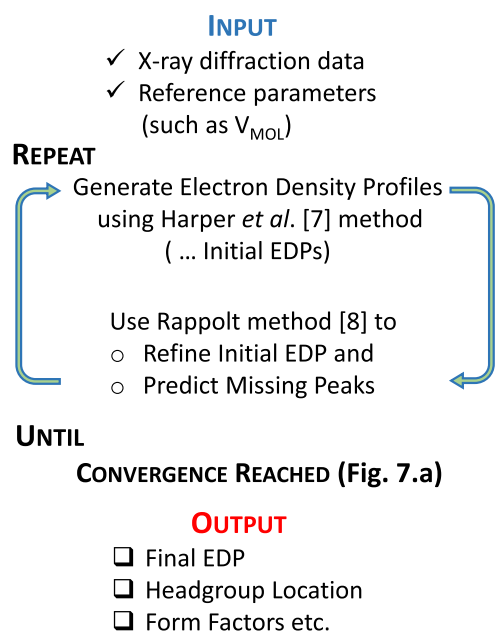 INPUT
✓ X-ray diffraction data
✓ Reference parameters
(such as VMOL)
REPEAT
Generate Electron Density Profiles
using Harper et al. [7] method
( … Initial EDPs)
Use Rappolt method [8] to
o Refine Initial EDP and
o Predict Missing Peaks
UNTIL
CONVERGENCE REACHED (Fig. 7.a)
OUTPUT
❑ Final EDP
❑ Headgroup Location
❑ Form Factors etc.